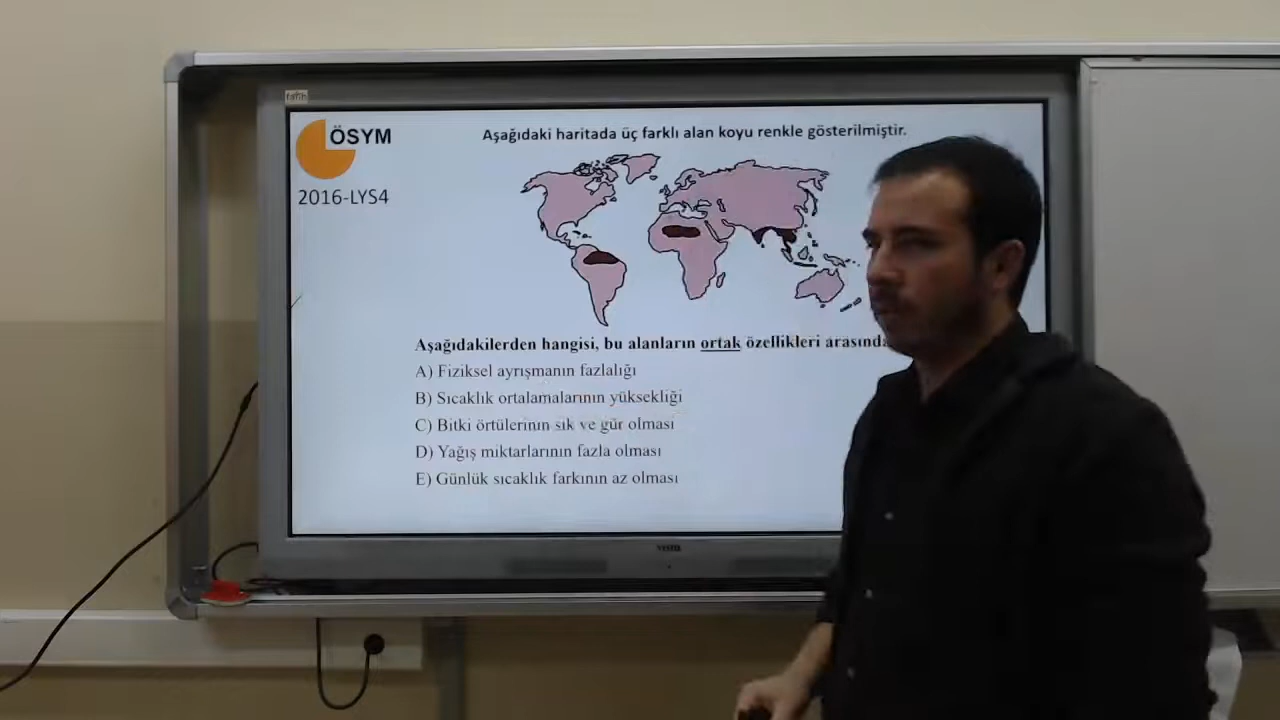 fatih
ÖSYM
2016-LYS4
Aşağıdaki haritada üç farklı alan koyu renkle gösterilmiştir.
Aşağıdakilerden hangisi, bu alanların ortak özellikleri
A) Fiziksel ayrışmanın fazlalığı
B) Sıcaklık ortalamalarının yüksekliği
C) Bitki örtülerinin sık ve gür olması
D) Yağış miktarlarının fazla olması
E) Günlük sıcaklık farkının az olması
VESTEL